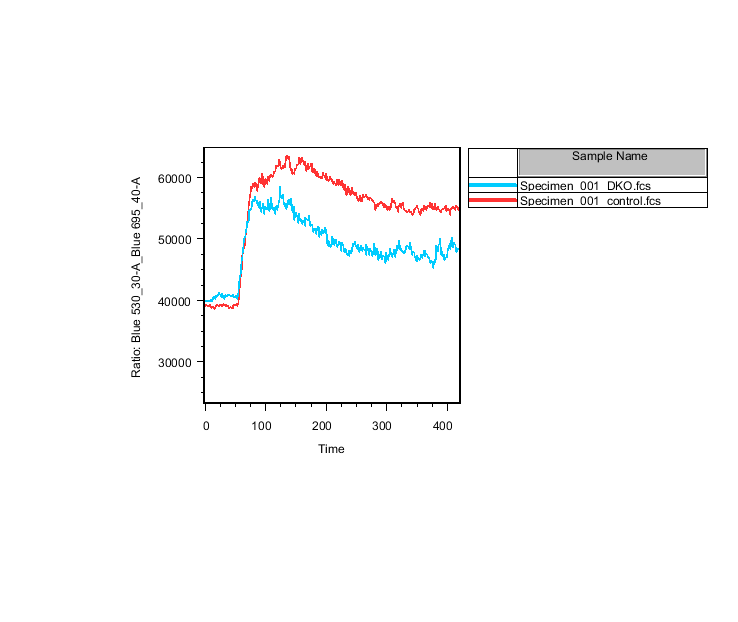 Sample Name
Specimen_001_DKO.fcs
Specimen_001_control.fcs
Ratio: Blue 530_30-A_Blue 695_40-A
60000
50000
40000
30000
0 100 200 300 400
Time